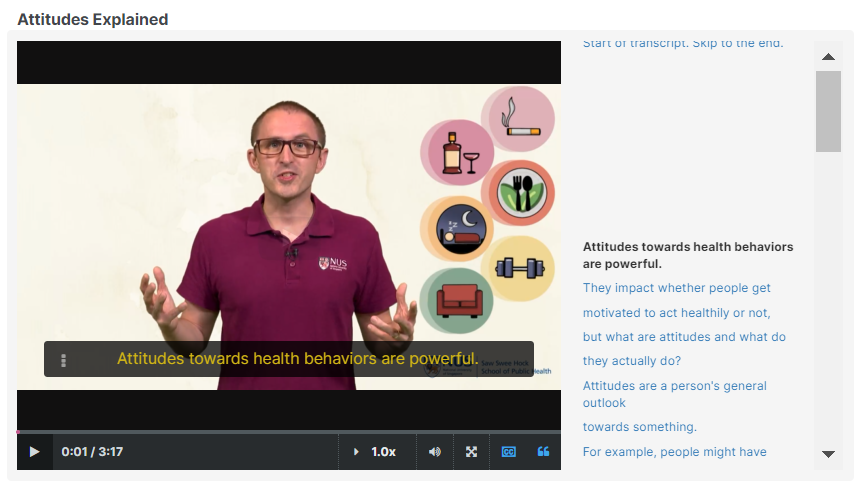 Attitudes Explained
Start of transcript. Skip to the end.
NUS
Attitudes towards health behaviors are powerful.
Saw Swee Hock
School of Public Health
0:01 / 3:17
1.0x
CC
Attitudes towards health behaviors
are powerful.
They impact whether people get
motivated to act healthily or not,
but what are attitudes and what do
they actually do?
Attitudes are a person's general
outlook
towards something.
For example, people might have